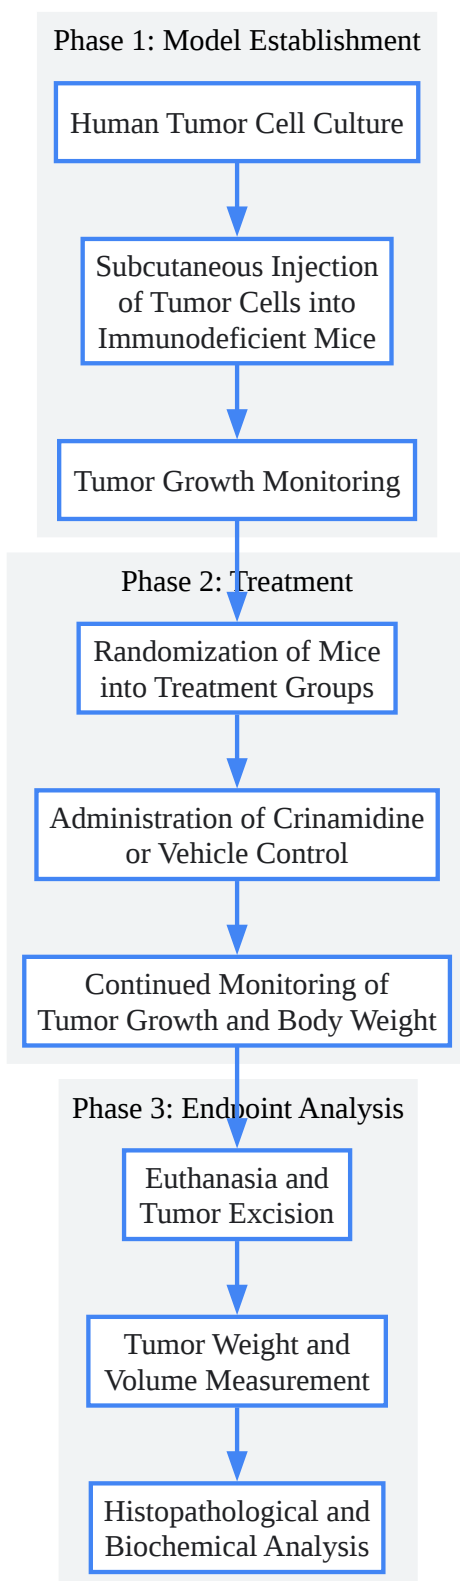 Phase 1: Model Establishment
Human Tumor Cell Culture
Subcutaneous Injection
of Tumor Cells into
Immunodeficient Mice
Tumor Growth Monitoring
Phase 2: Treatment
Randomization of Mice
into Treatment Groups
Administration of Crinamidine
or Vehicle Control
Continued Monitoring of
Tumor Growth and Body Weight
Phase 3: Endpoint Analysis
Euthanasia and
Tumor Excision
Tumor Weight and
Volume Measurement
Histopathological and
Biochemical Analysis